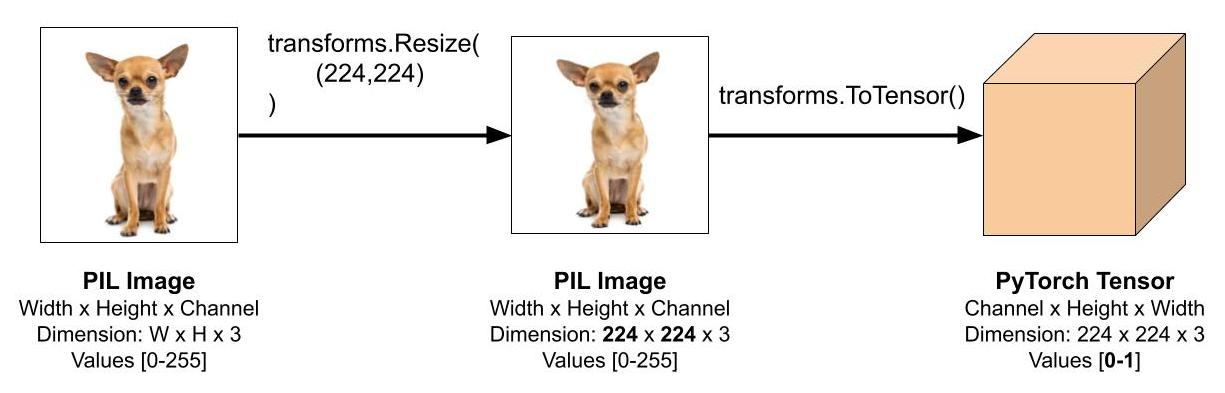 transforms.Resize(
(224,224)
)
transforms.ToTensor()
PIL Image
Width x Height x Channel
Dimension: W x H x 3
Values [0-255]
PIL Image
Width x Height x Channel
Dimension: 224 x 224 x 3
Values [0-255]
PyTorch Tensor
Channel x Height x Width
Dimension: 224 x 224 x 3
Values [0-1]